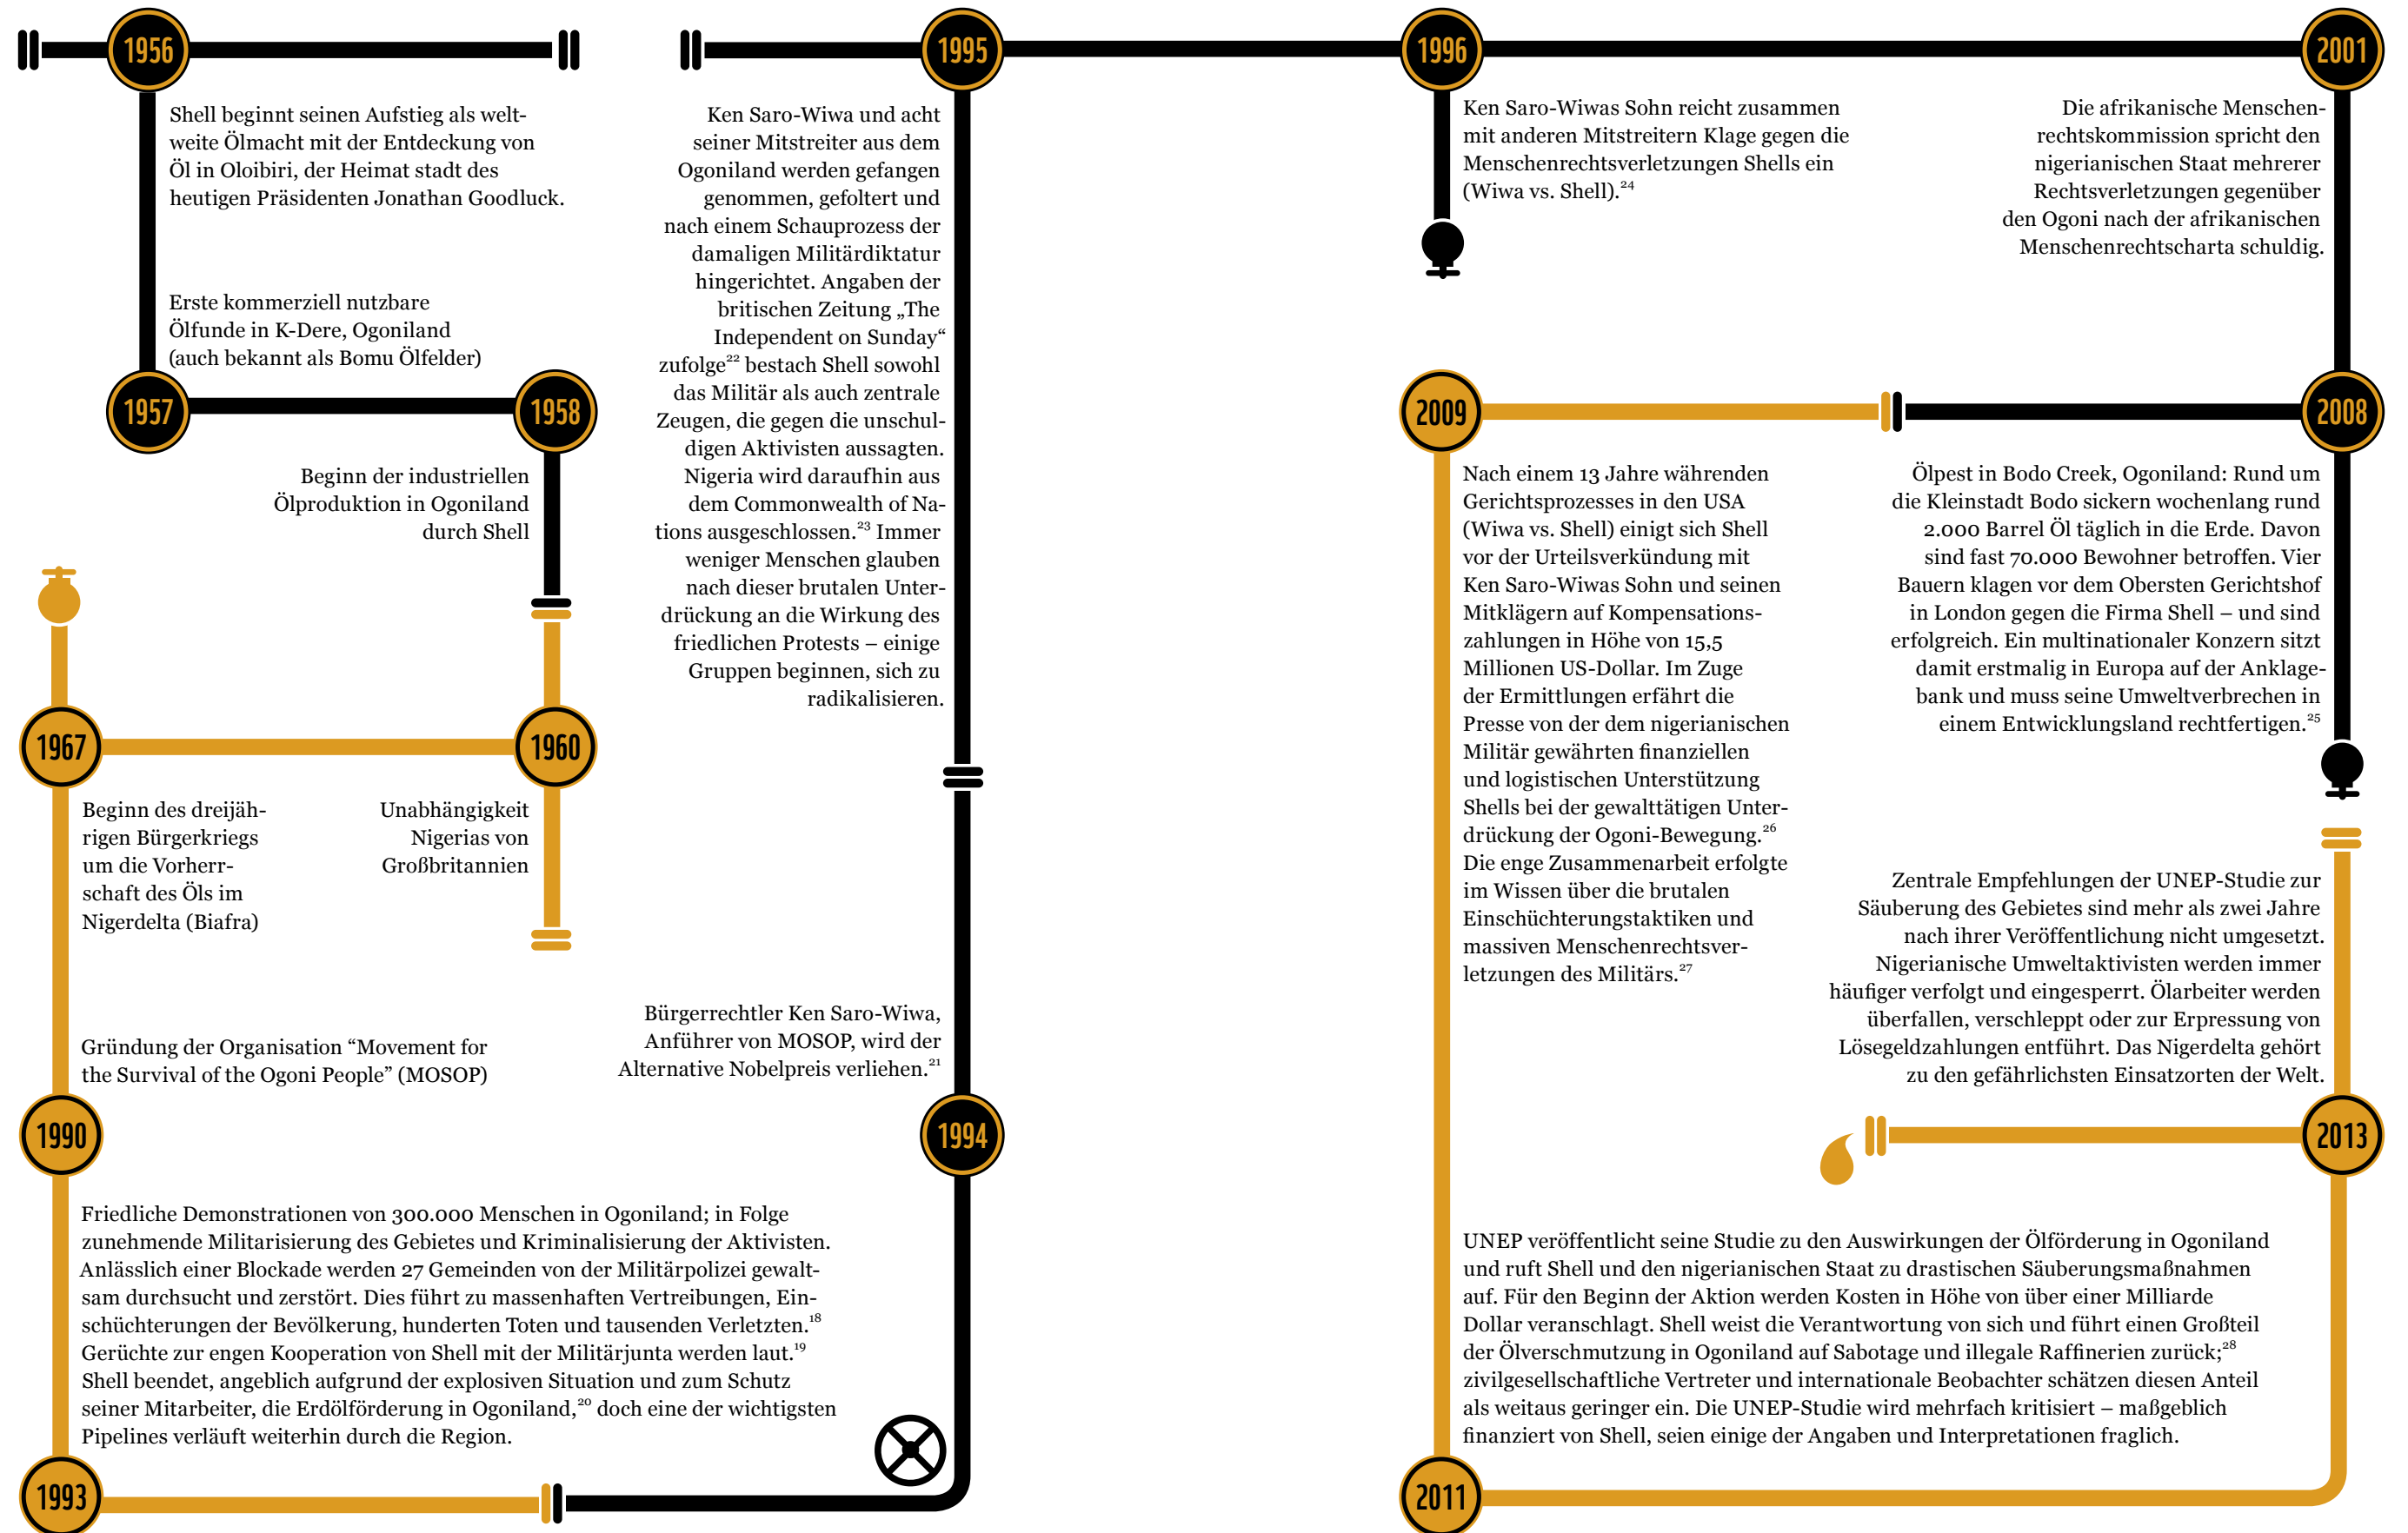 1956
Shell beginnt seinen Aufstieg als welt-
weite Ölmacht mit der Entdeckung von
Öl in Oloibiri, der Heimat stadt des
heutigen Präsidenten Jonathan Goodluck.
Erste kommerziell nutzbare
Ölfunde in K-Dere, Ogoniland
(auch bekannt als Bomu Ölfelder)
1957
1958
Beginn der industriellen
Ölproduktion in Ogoniland
durch Shell
1960
Unabhängigkeit
Nigerias von
Großbritannien
1967
Beginn des dreijäh-
rigen Bürgerkriegs
um die Vorherr-
schaft des Öls im
Nigerdelta (Biafra)
Gründung der Organisation “Movement for
the Survival of the Ogoni People” (MOSOP)
1990
Friedliche Demonstrationen von 300.000 Menschen in Ogoniland; in Folge
zunehmende Militarisierung des Gebietes und Kriminalisierung der Aktivisten.
Anlässlich einer Blockade werden 27 Gemeinden von der Militärpolizei gewalt-
sam durchsucht und zerstört. Dies führt zu massenhaften Vertreibungen, Ein-
schüchterungen der Bevölkerung, hunderten Toten und tausenden Verletzten.18
Gerüchte zur engen Kooperation von Shell mit der Militärjunta werden laut.19
Shell beendet, angeblich aufgrund der explosiven Situation und zum Schutz
seiner Mitarbeiter, die Erdölförderung in Ogoniland,20 doch eine der wichtigsten
Pipelines verläuft weiterhin durch die Region.
1993
Bürgerrechtler Ken Saro-Wiwa,
Anführer von MOSOP, wird der
Alternative Nobelpreis verliehen.21
1994
1995
Ken Saro-Wiwa und acht
seiner Mitstreiter aus dem
Ogoniland werden gefangen
genommen, gefoltert und
nach einem Schauprozess der
damaligen Militärdiktatur
hingerichtet. Angaben der
britischen Zeitung „The
Independent on Sunday“
zufolge22 bestach Shell sowohl
das Militär als auch zentrale
Zeugen, die gegen die unschul-
digen Aktivisten aussagten.
Nigeria wird daraufhin aus
dem Commonwealth of Na-
tions ausgeschlossen.23 Immer
weniger Menschen glauben
nach dieser brutalen Unter-
drückung an die Wirkung des
friedlichen Protests – einige
Gruppen beginnen, sich zu
radikalisieren.
1996
Ken Saro-Wiwas Sohn reicht zusammen
mit anderen Mitstreitern Klage gegen die
Menschenrechtsverletzungen Shells ein
(Wiwa vs. Shell).24
2001
Die afrikanische Menschen-
rechtskommission spricht den
nigerianischen Staat mehrerer
Rechtsverletzungen gegenüber
den Ogoni nach der afrikanischen
Menschenrechtscharta schuldig.
2008
Ölpest in Bodo Creek, Ogoniland: Rund um
die Kleinstadt Bodo sickern wochenlang rund
2.000 Barrel Öl täglich in die Erde. Davon
sind fast 70.000 Bewohner betroffen. Vier
Bauern klagen vor dem Obersten Gerichtshof
in London gegen die Firma Shell – und sind
erfolgreich. Ein multinationaler Konzern sitzt
damit erstmalig in Europa auf der Anklage-
bank und muss seine Umweltverbrechen in
einem Entwicklungsland rechtfertigen.25
2009
Nach einem 13 Jahre währenden
Gerichtsprozesses in den USA
(Wiwa vs. Shell) einigt sich Shell
vor der Urteilsverkündung mit
Ken Saro-Wiwas Sohn und seinen
Mitklägern auf Kompensations-
zahlungen in Höhe von 15,5
Millionen US-Dollar. Im Zuge
der Ermittlungen erfährt die
Presse von der dem nigerianischen
Militär gewährten finanziellen
und logistischen Unterstützung
Shells bei der gewalttätigen Unter-
drückung der Ogoni-Bewegung.26
Die enge Zusammenarbeit erfolgte
im Wissen über die brutalen
Einschüchterungstaktiken und
massiven Menschenrechtsver-
letzungen des Militärs.27
UNEP veröffentlicht seine Studie zu den Auswirkungen der Ölförderung in Ogoniland
und ruft Shell und den nigerianischen Staat zu drastischen Säuberungsmaßnahmen
auf. Für den Beginn der Aktion werden Kosten in Höhe von über einer Milliarde
Dollar veranschlagt. Shell weist die Verantwortung von sich und führt einen Großteil
der Ölverschmutzung in Ogoniland auf Sabotage und illegale Raffinerien zurück;28
zivilgesellschaftliche Vertreter und internationale Beobachter schätzen diesen Anteil
als weitaus geringer ein. Die UNEP-Studie wird mehrfach kritisiert – maßgeblich
finanziert von Shell, seien einige der Angaben und Interpretationen fraglich.
2011
Zentrale Empfehlungen der UNEP-Studie zur
Säuberung des Gebietes sind mehr als zwei Jahre
nach ihrer Veröffentlichung nicht umgesetzt.
Nigerianische Umweltaktivisten werden immer
häufiger verfolgt und eingesperrt. Ölarbeiter werden
überfallen, verschleppt oder zur Erpressung von
Lösegeldzahlungen entführt. Das Nigerdelta gehört
zu den gefährlichsten Einsatzorten der Welt.
2013